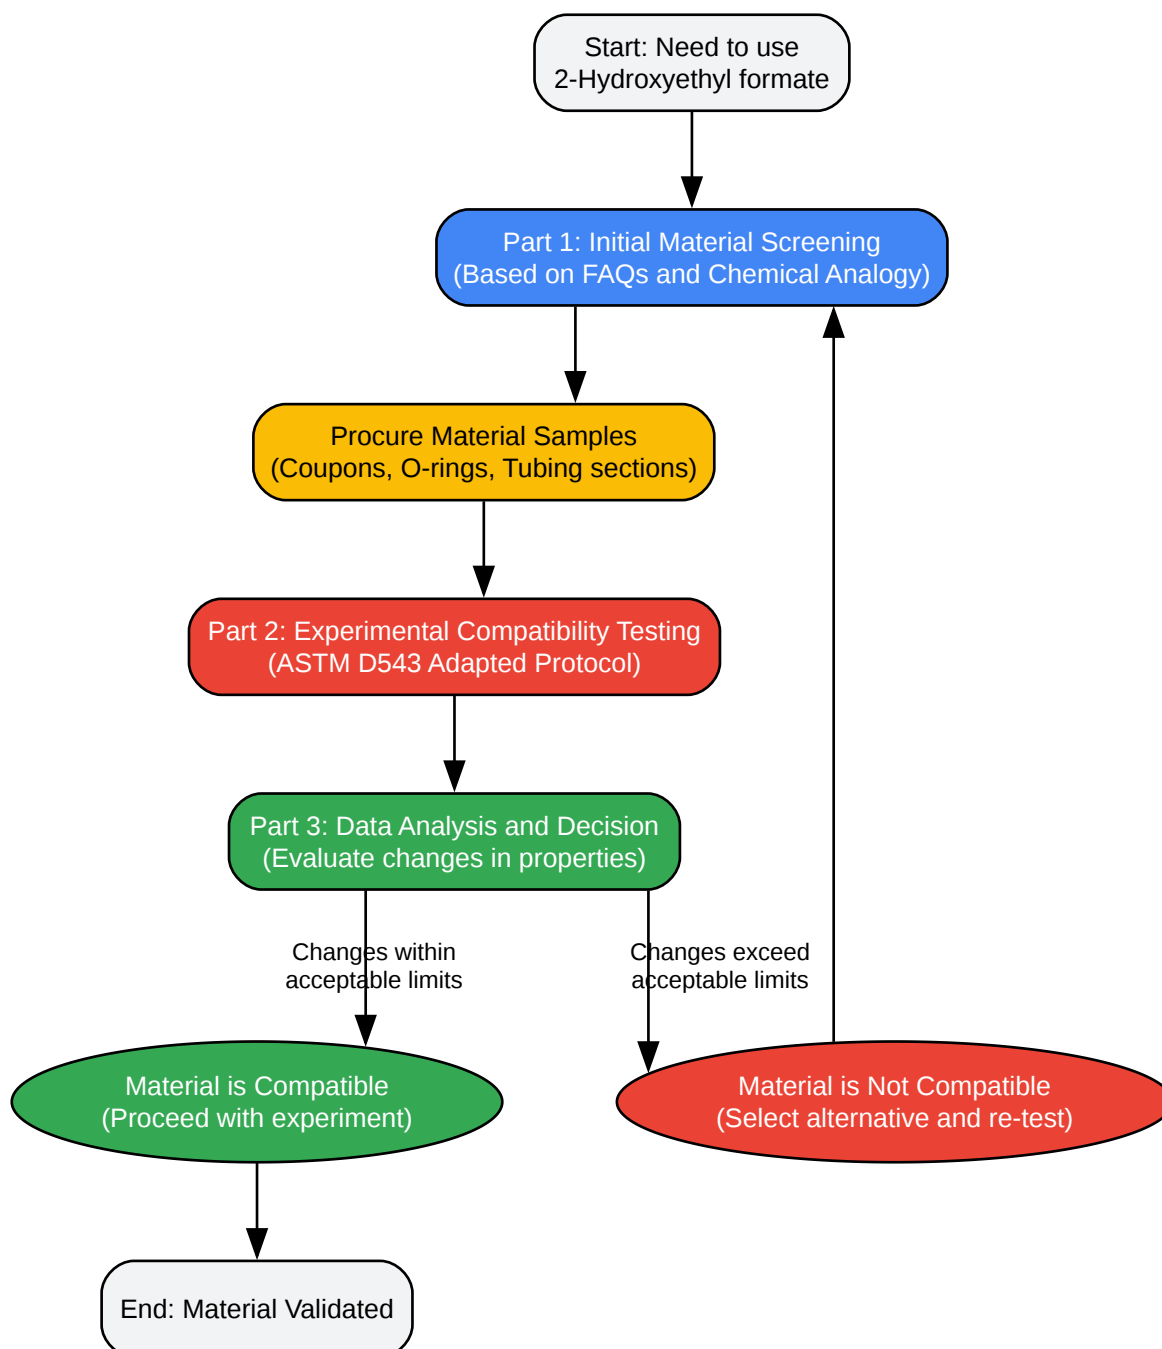 Start: Need to use
2-Hydroxyethyl formate
Part 1: Initial Material Screening
(Based on FAQs and Chemical Analogy)
Procure Material Samples
(Coupons, O-rings, Tubing sections)
Part 2: Experimental Compatibility Testing
(ASTM D543 Adapted Protocol)
Part 3: Data Analysis and Decision
(Evaluate changes in properties)
Changes within
acceptable limits
Changes exceed
acceptable limits
Material is Compatible
(Proceed with experiment)
Material is Not Compatible
(Select alternative and re-test)
End: Material Validated